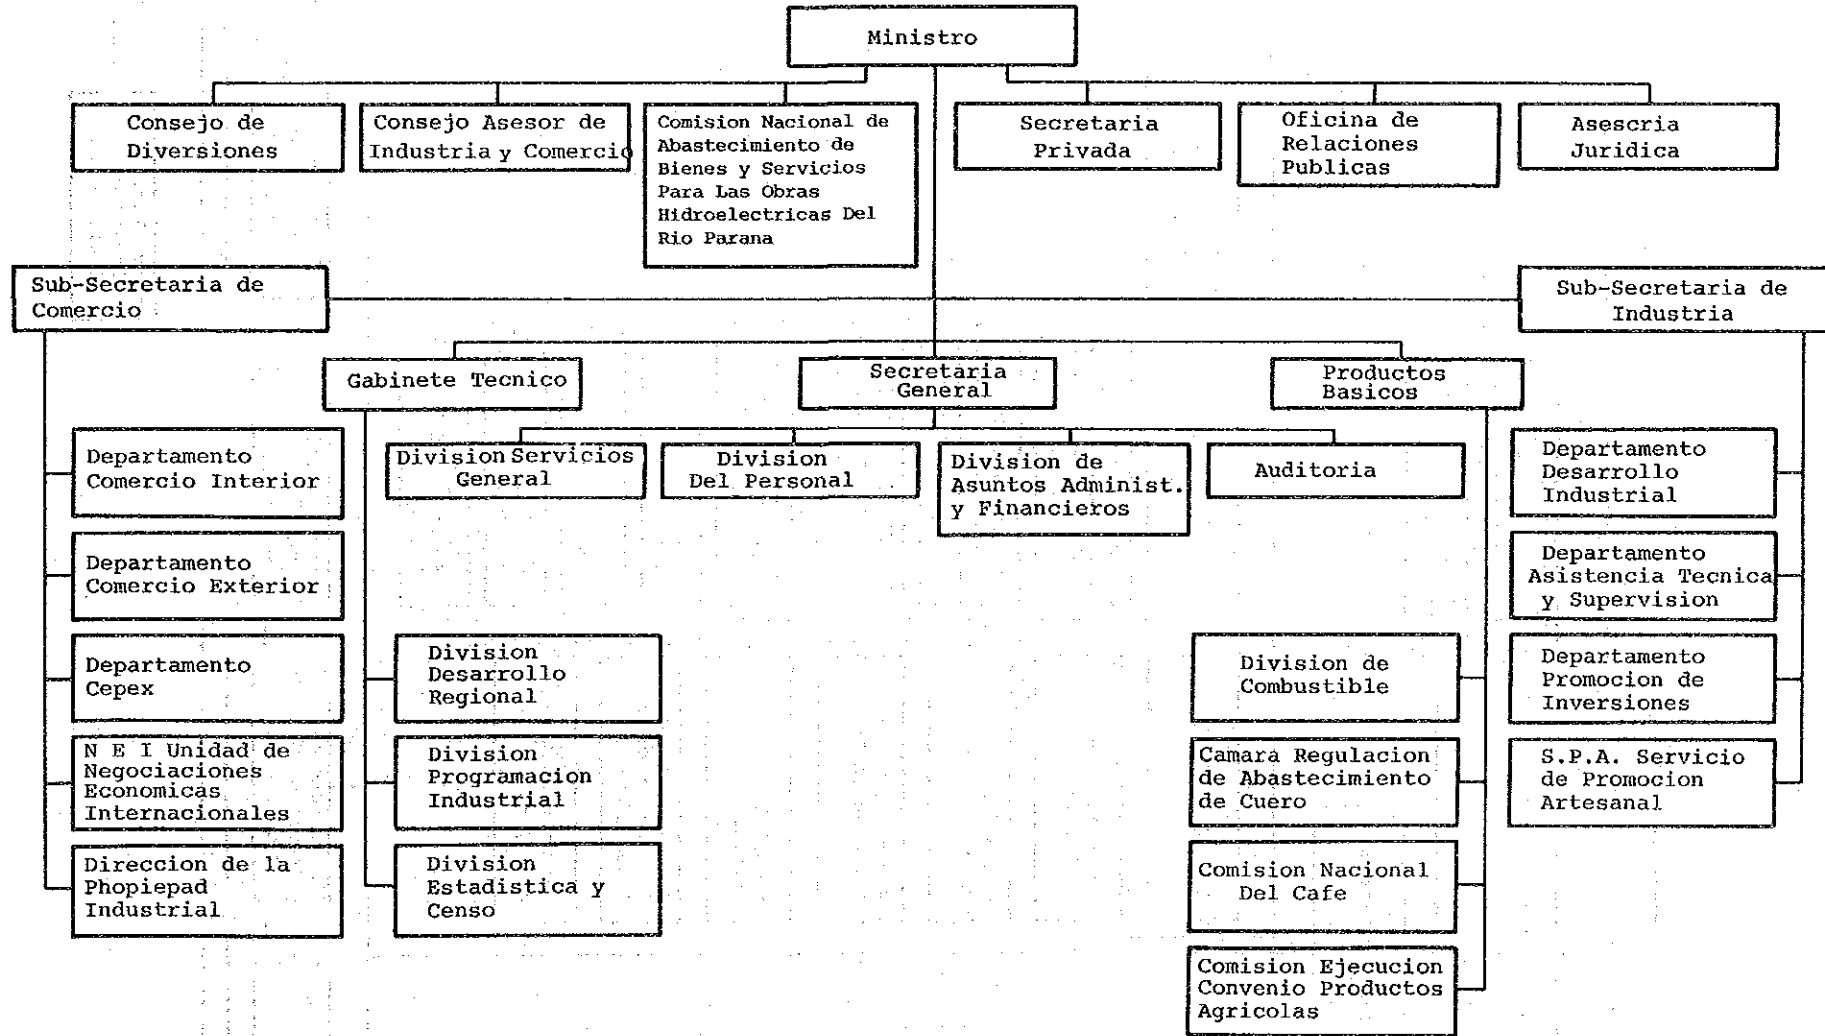 Ministro
Consejo de
Diversiones
Consejo Asesor de
Industria y Comercio
Comision Nacional de
Abastecimiento de
Bienes y Servicios
Para Las Obras
Hidroelectricas Del
Rio Parana
Secretaria
Privada
Oficina de
Relaciones
Publicas
Asescria
Juridica
Sub-Secretaria de
Comercio
Sub-Secretaria de
Industria
Gabinete Tecnico
Secretaria
General
Productos
Basicos
Division Servicios
General
Division
Del Personal
Division de
Asuntos Administ.
y Financieros
Auditoria
Departamento
Comercio Interior
Departamento
Comercio Exterior
Departamento
Cepex
N E I Unidad de
Negociaciones
Economicas
Internacionales
Direccion de la
Phopiepad
Industrial
Division
Desarrollo
Regional
Division
Programacion
Industrial
Division
Estadistica y
Censo
Division de
Combustible
Camara Regulacion
de Abastecimiento
de Cuero
Comision Nacional
Del Cafe
Comision Ejecucion
Convenio Productos
Agricolas
Departamento
Desarrollo
Industrial
Departamento
Asistencia Tecnica
y Supervision
Departamento
Promocion de
Inversiones
S.P.A. Servicio
de Promocion
Artesanal